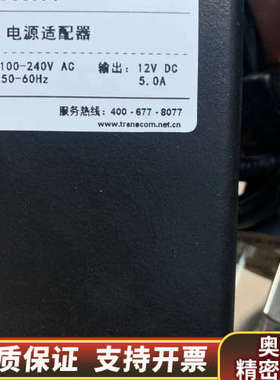 电源适配器
100-240V AC 输出: 12V DC
50-60Hz 5.0A
服务热线: 400-677-8077
www.transcom.net.cn
质保证 支持开票
奥
精密